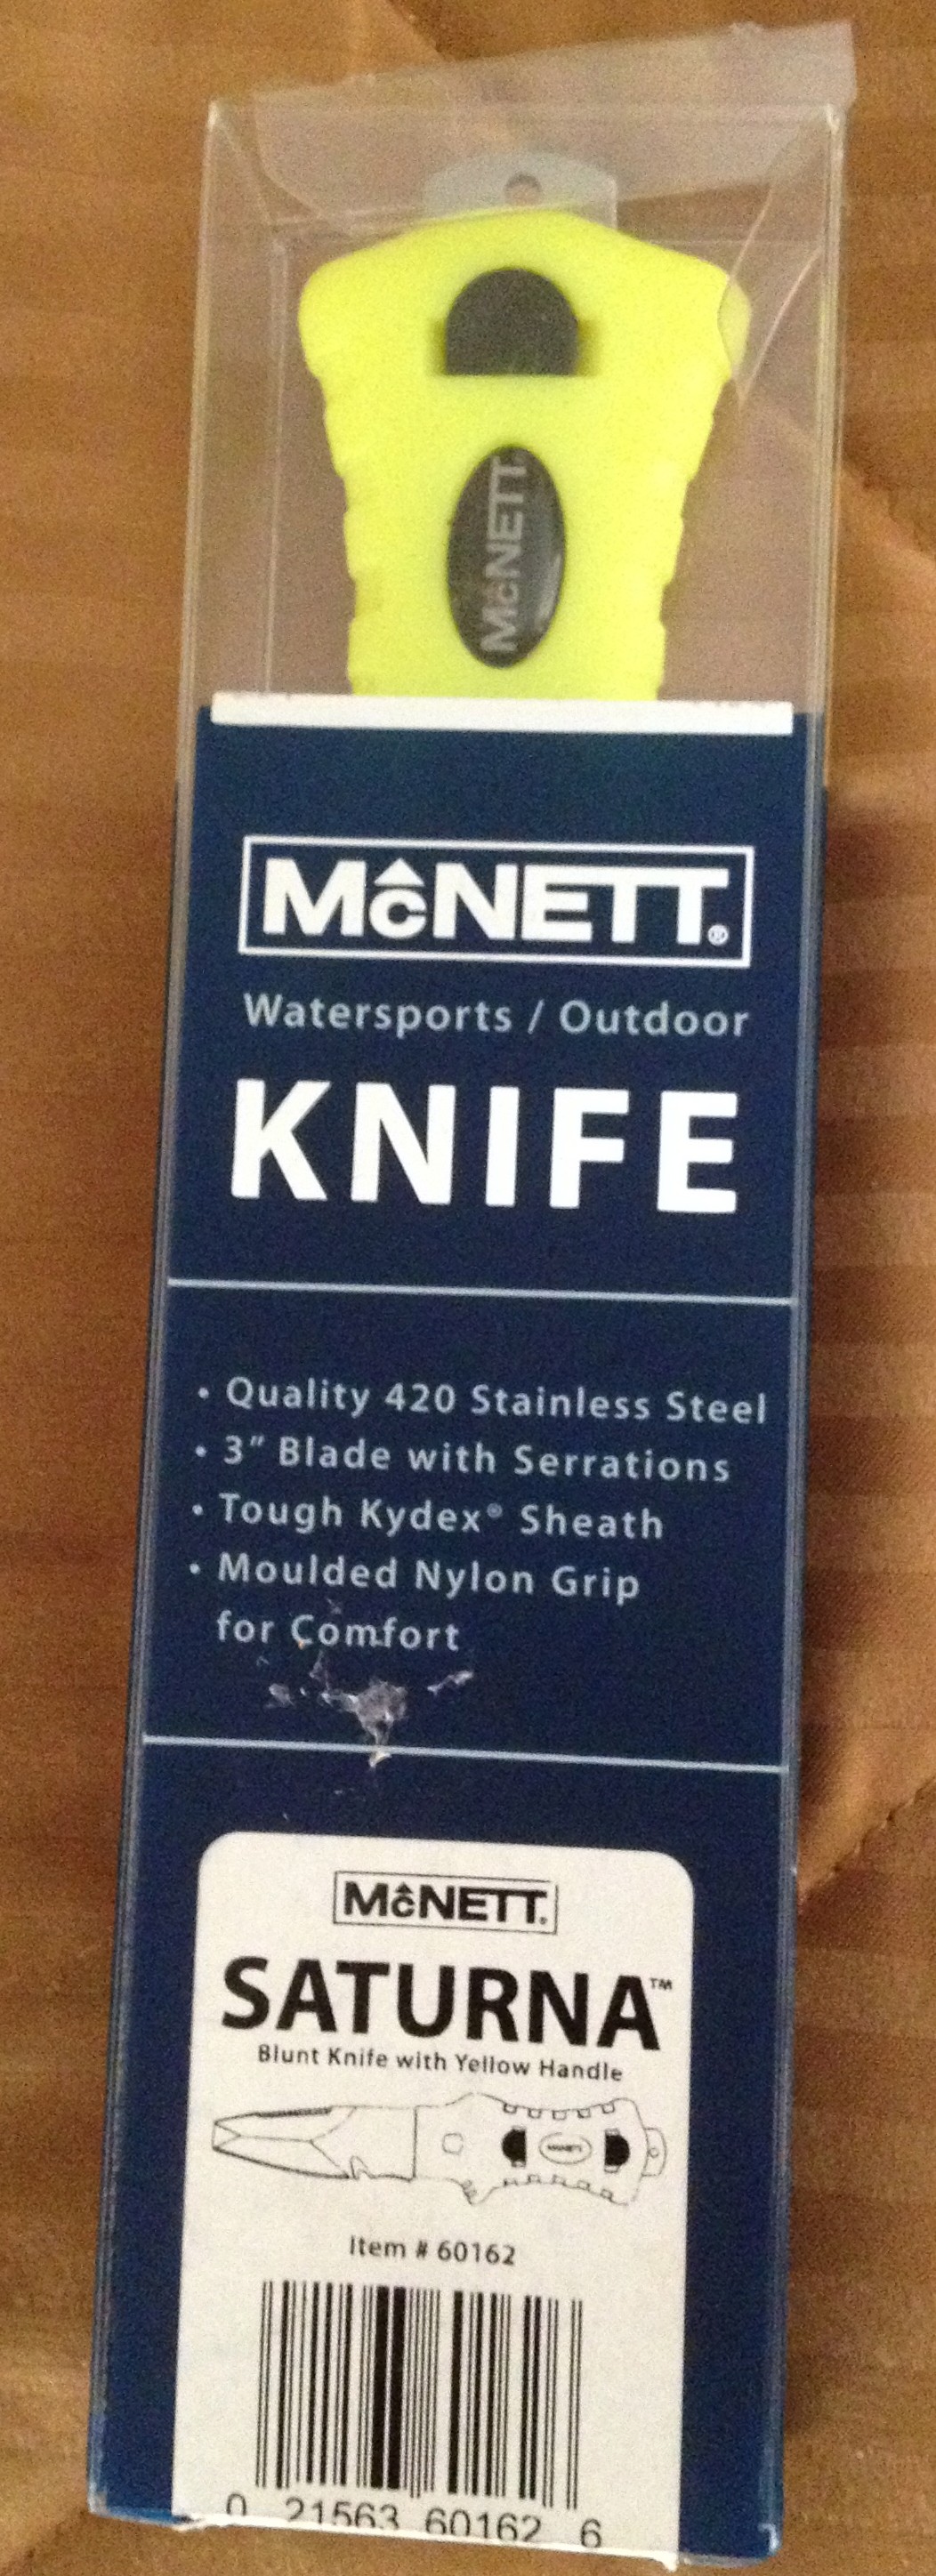 McNETT
McNETT®
Watersports / Outdoor
KNIFE
• Quality 420 Stainless Steel
• 3” Blade with Serrations
• Tough Kydex® Sheath
• Moulded Nylon Grip
for Comfort
McNETT.
SATURNA™
Blunt Knife with Yellow Handle
McNETT
Item # 60162
0 21563 60162 6